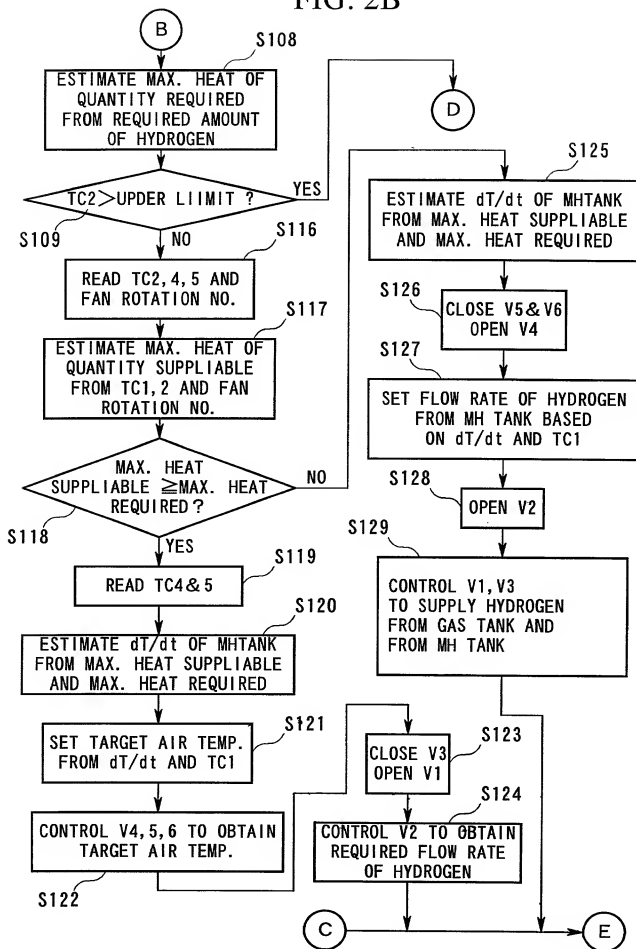 FIG. 2B
B
S108
ESTIMATE MAX. HEAT OF
QUANTITY REQUIRED
FROM REQUIRED AMOUNT
OF HYDROGEN
D
TC2>UPDER LIIMIT ?
YES
S109
NO
S116
READ TC2,4,5 AND
FAN ROTATION NO.
S117
ESTIMATE MAX. HEAT OF
QUANTITY SUPPLIABLE
FROM TC1,2 AND FAN
ROTATION NO.
MAX. HEAT
SUPPLIABLE ≧MAX. HEAT
REQUIRED?
NO
S118
YES
S119
READ TC4&5
S120
ESTIMATE dT/dt OF MHTANK
FROM MAX. HEAT SUPPLIABLE
AND MAX. HEAT REQUIRED
S121
SET TARGET AIR TEMP.
FROM dT/dt AND TC1
CONTROL V4,5,6 TO OBTAIN
TARGET AIR TEMP.
S122
S123
CLOSE V3
OPEN V1
S124
CONTROL V2 TO OBTAIN
REQUIRED FLOW RATE
OF HYDROGEN
S125
ESTIMATE dT/dt OF MHTANK
FROM MAX. HEAT SUPPLIABLE
AND MAX. HEAT REQUIRED
S126
CLOSE V5&V6
OPEN V4
S127
SET FLOW RATE OF HYDROGEN
FROM MH TANK BASED
ON dT/dt AND TC1
S128
OPEN V2
S129
CONTROL V1,V3
TO SUPPLY HYDROGEN
FROM GAS TANK AND
FROM MH TANK
C
E